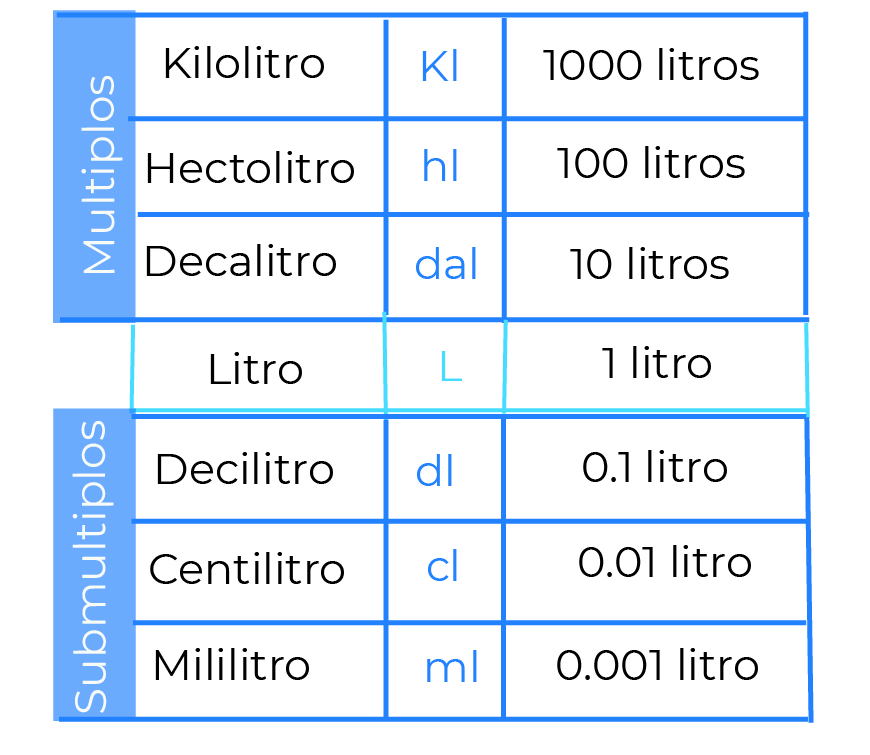 Multiplos
Kilolitro Kl 1000 litros
Hectolitro hl 100 litros
Decalitro dal 10 litros
Litro L 1 litro
Submultiplos
Decilitro dl 0.1 litro
Centilitro cl 0.01 litro
Mililitro ml 0.001 litro